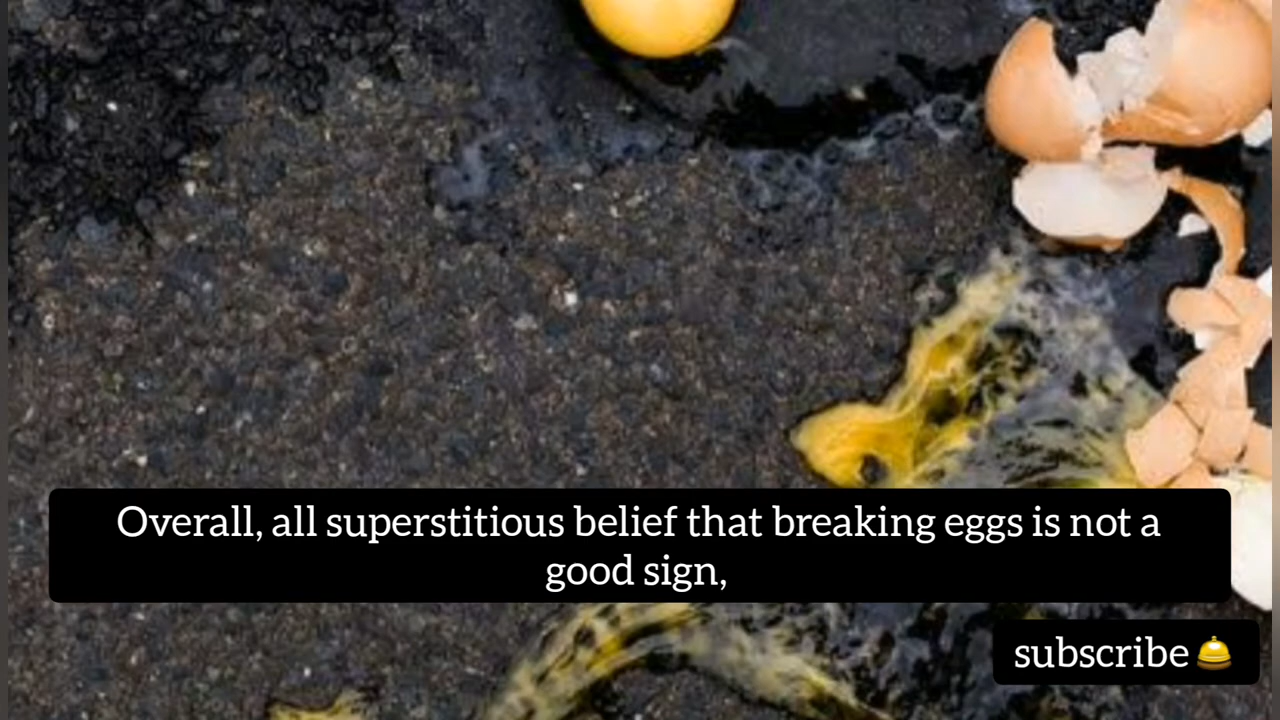 Overall, all superstitious belief that breaking eggs is not a
good sign,
subscribe🛎️